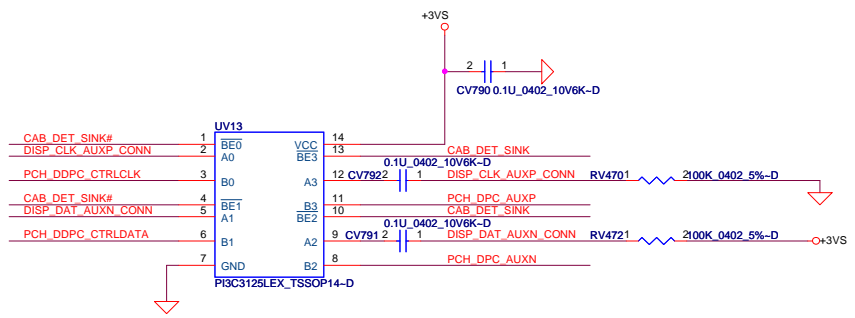 +3VS
2 1
CV790 0.1U_0402_10V6K~D
UV13
CAB_DET_SINK# 1 BE0 VCC 14
DISP_CLK_AUXP_CONN 2 A0 BE3 13 CAB_DET_SINK
0.1U_0402_10V6K~D
PCH_DDPC_CTRLCLK 3 B0 A3 12 CV792 2 1 DISP_CLK_AUXP_CONN RV470 1 2 100K_0402_5%~D
CAB_DET_SINK# 4 BE1 B3 11 PCH_DPC_AUXP
DISP_DAT_AUXN_CONN 5 A1 BE2 10 CAB_DET_SINK
0.1U_0402_10V6K~D
PCH_DDPC_CTRLDATA 6 B1 A2 9 CV791 2 1 DISP_DAT_AUXN_CONN RV472 1 2 100K_0402_5%~D +3VS
7 GND B2 8 PCH_DPC_AUXN
PI3C3125LEX_TSSOP14~D